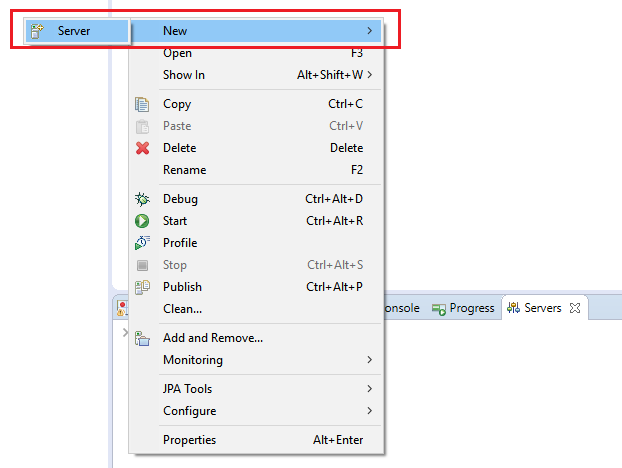 Server New
Open F3
Show In Alt+Shift+W
Copy Ctrl+C
Paste Ctrl+V
Delete Delete
Rename F2
Debug Ctrl+Alt+D
Start Ctrl+Alt+R
Profile
Stop Ctrl+Alt+S
Publish Ctrl+Alt+P
Clean...
onsole Progress Servers
Add and Remove...
Monitoring
JPA Tools
Configure
Properties Alt+Enter